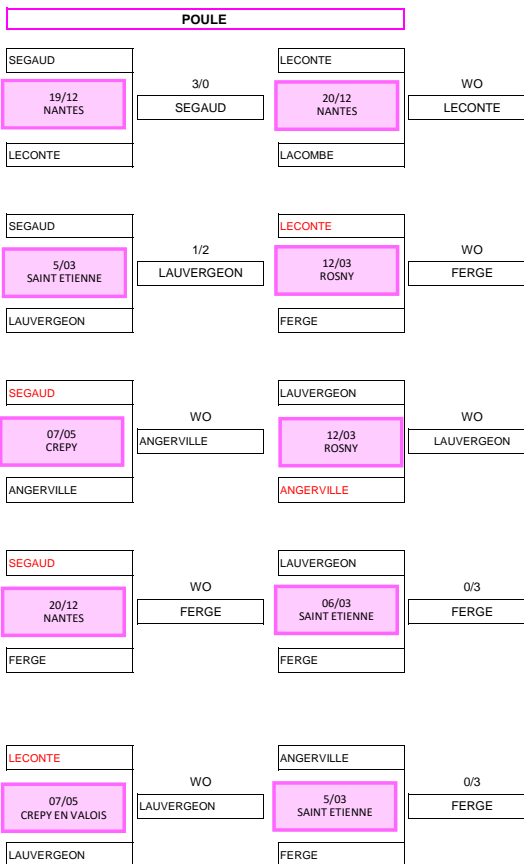 POULE
SEGAUD
19/12
NANTES
LECONTE
3/0
SEGAUD
LECONTE
20/12
NANTES
LACOMBE
WO
LECONTE
SEGAUD
5/03
SAINT ETIENNE
LAUVERGEON
1/2
LAUVERGEON
LECONTE
12/03
ROSNY
FERGE
WO
FERGE
SEGAUD
07/05
CREPY
ANGERVILLE
WO
ANGERVILLE
LAUVERGEON
12/03
ROSNY
ANGERVILLE
WO
LAUVERGEON
SEGAUD
20/12
NANTES
FERGE
WO
FERGE
LAUVERGEON
06/03
SAINT ETIENNE
FERGE
0/3
FERGE
LECONTE
07/05
CREPY EN VALOIS
LAUVERGEON
WO
LAUVERGEON
ANGERVILLE
5/03
SAINT ETIENNE
FERGE
0/3
FERGE